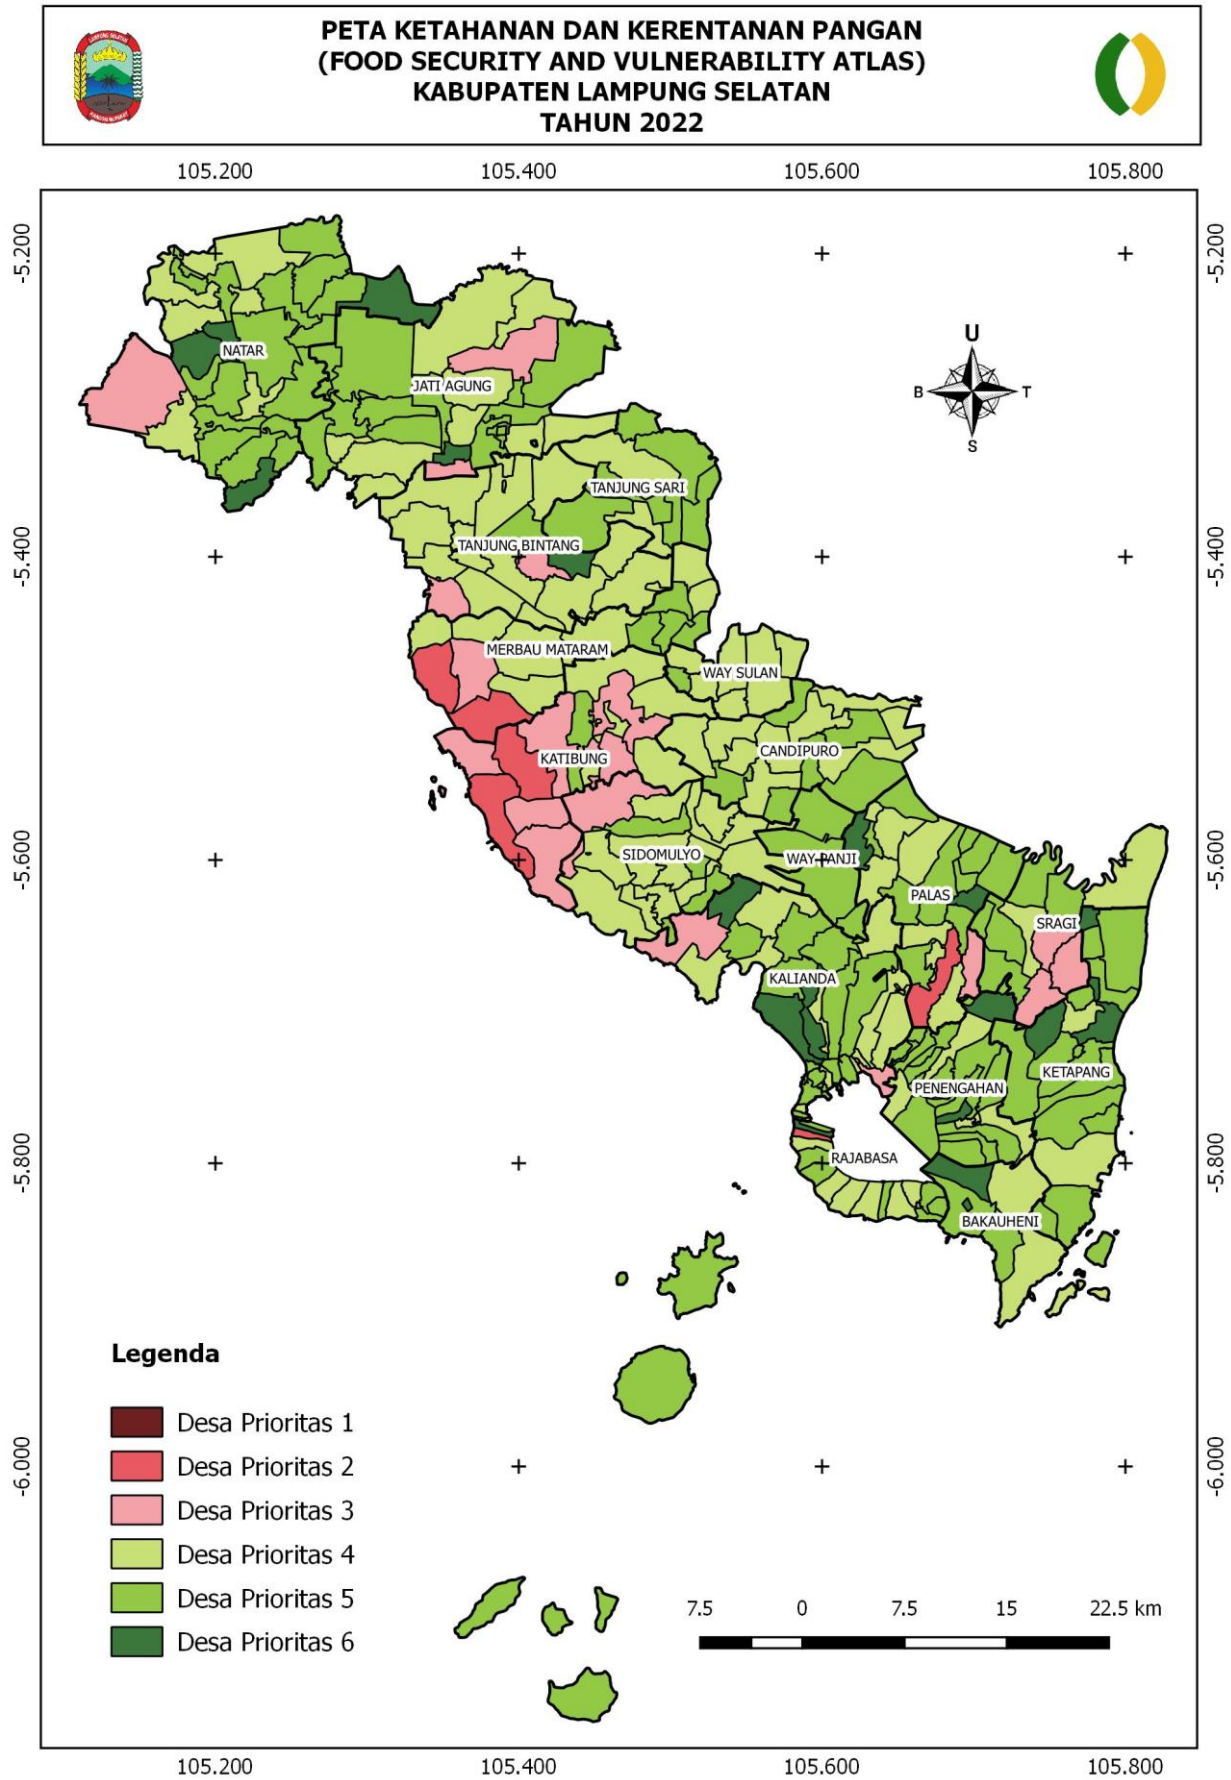 PETA KETAHANAN DAN KERENTANAN PANGAN
(FOOD SECURITY AND VULNERABILITY ATLAS)
KABUPATEN LAMPUNG SELATAN
TAHUN 2022
LAMPUNG SELATAN
105.200 105.400 105.600 105.800
-5.200 -5.200
U
B T
S
NATAR
JATI AGUNG
TANJUNG SARI
TANJUNG BINTANG
-5.400 -5.400
MERBAU MATARAM
WAY SULAN
KATIBUNG
CANDIPURO
SIDOMULYO
WAY PANJI
-5.600 -5.600
PALAS
SRAGI
KALIANDA
KETAPANG
PENENGAHAN
RAJABASA
-5.800 -5.800
BAKAUHENI
Legenda
Desa Prioritas 1
Desa Prioritas 2
-6.000 -6.000
Desa Prioritas 3
Desa Prioritas 4
Desa Prioritas 5
Desa Prioritas 6
7.5 0 7.5 15 22.5 km
105.200 105.400 105.600 105.800